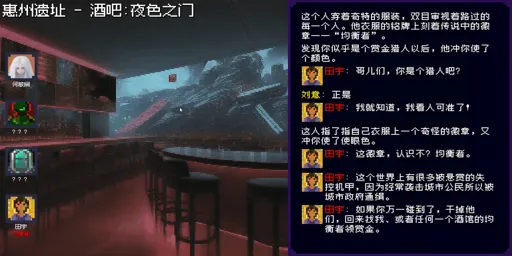 惠州遗址 - 酒吧:夜色之门
何殿娴
? ? ?
? ? ?
田宇
这个人弄着奇特的服装，双目审视着路过的
每一个人。他衣服的铭牌上刻着传说中的徽
章——“均衡者”。
发现你似乎是个赏金猎人以后，他冲你使了
个颜色。
田宇: 哥儿们，你是个猎人吧?
刘意: 正是
田宇: 我就知道，我看人可准了!
这人指了指自己衣服上一个奇怪的徽章，又
冲你使了使眼色。
田宇: 这徽章，认识不? 均衡者。
田宇: 这个世界上有很多被悬赏的失
控机甲，因为经常袭击城市公民所以被
城市政府通缉。
田宇: 如果你万一碰到了，干掉他
们，回来找我、或者任何一个酒馆的均
衡者领赏金。